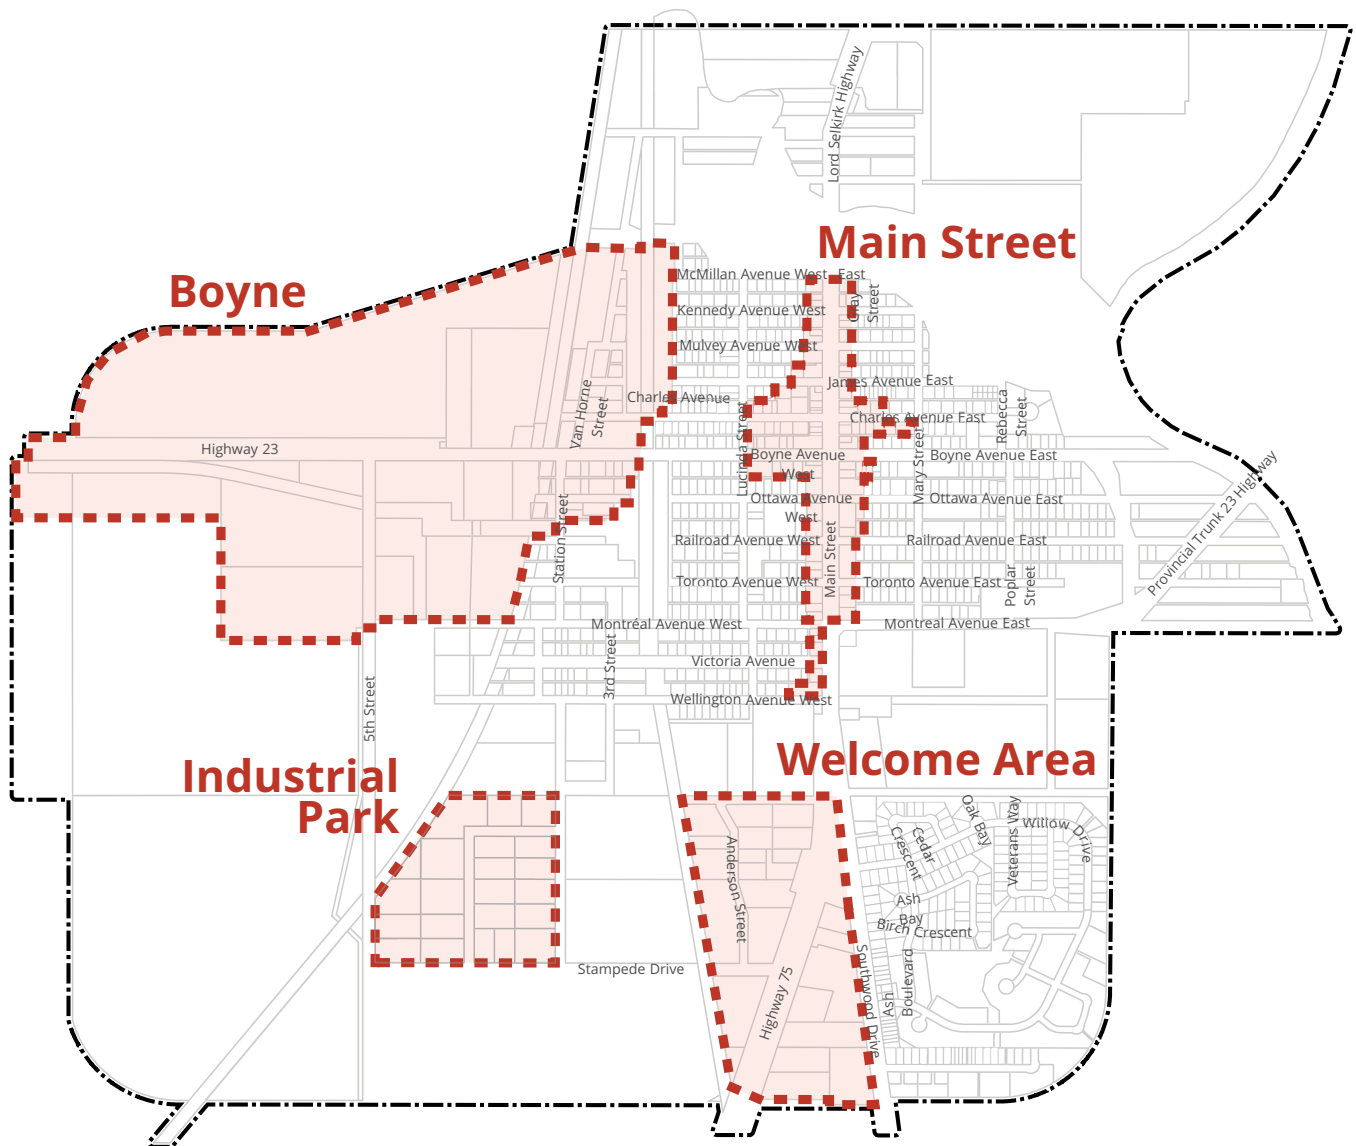 Lord Selkirk Highway
Main Street
Boyne
McMillan Avenue West
East
Gray
Street
Kennedy Avenue West
Mulvey Avenue West
James Avenue East
Charles Avenue
Charles Avenue East
Van Horne
Street
Lucinda Street
Rebecca
Street
Mary Street
Highway 23
Boyne Avenue
West
Boyne Avenue East
Provincial Trunk 23 Highway
Ottawa Avenue
West
Ottawa Avenue East
Station Street
Railroad Avenue West
Main Street
Railroad Avenue East
Toronto Avenue West
Toronto Avenue East
Poplar
Street
Montréal Avenue West
Montreal Avenue East
3rd Street
Victoria Avenue
5th Street
Wellington Avenue West
Industrial
Park
Welcome Area
Oak Bay
Veterans Way
Willow Drive
Cedar
Crescent
Anderson Street
Ash
Bay
Birch Crescent
Stampede Drive
Highway 75
Southwood Drive
Ash
Boulevard